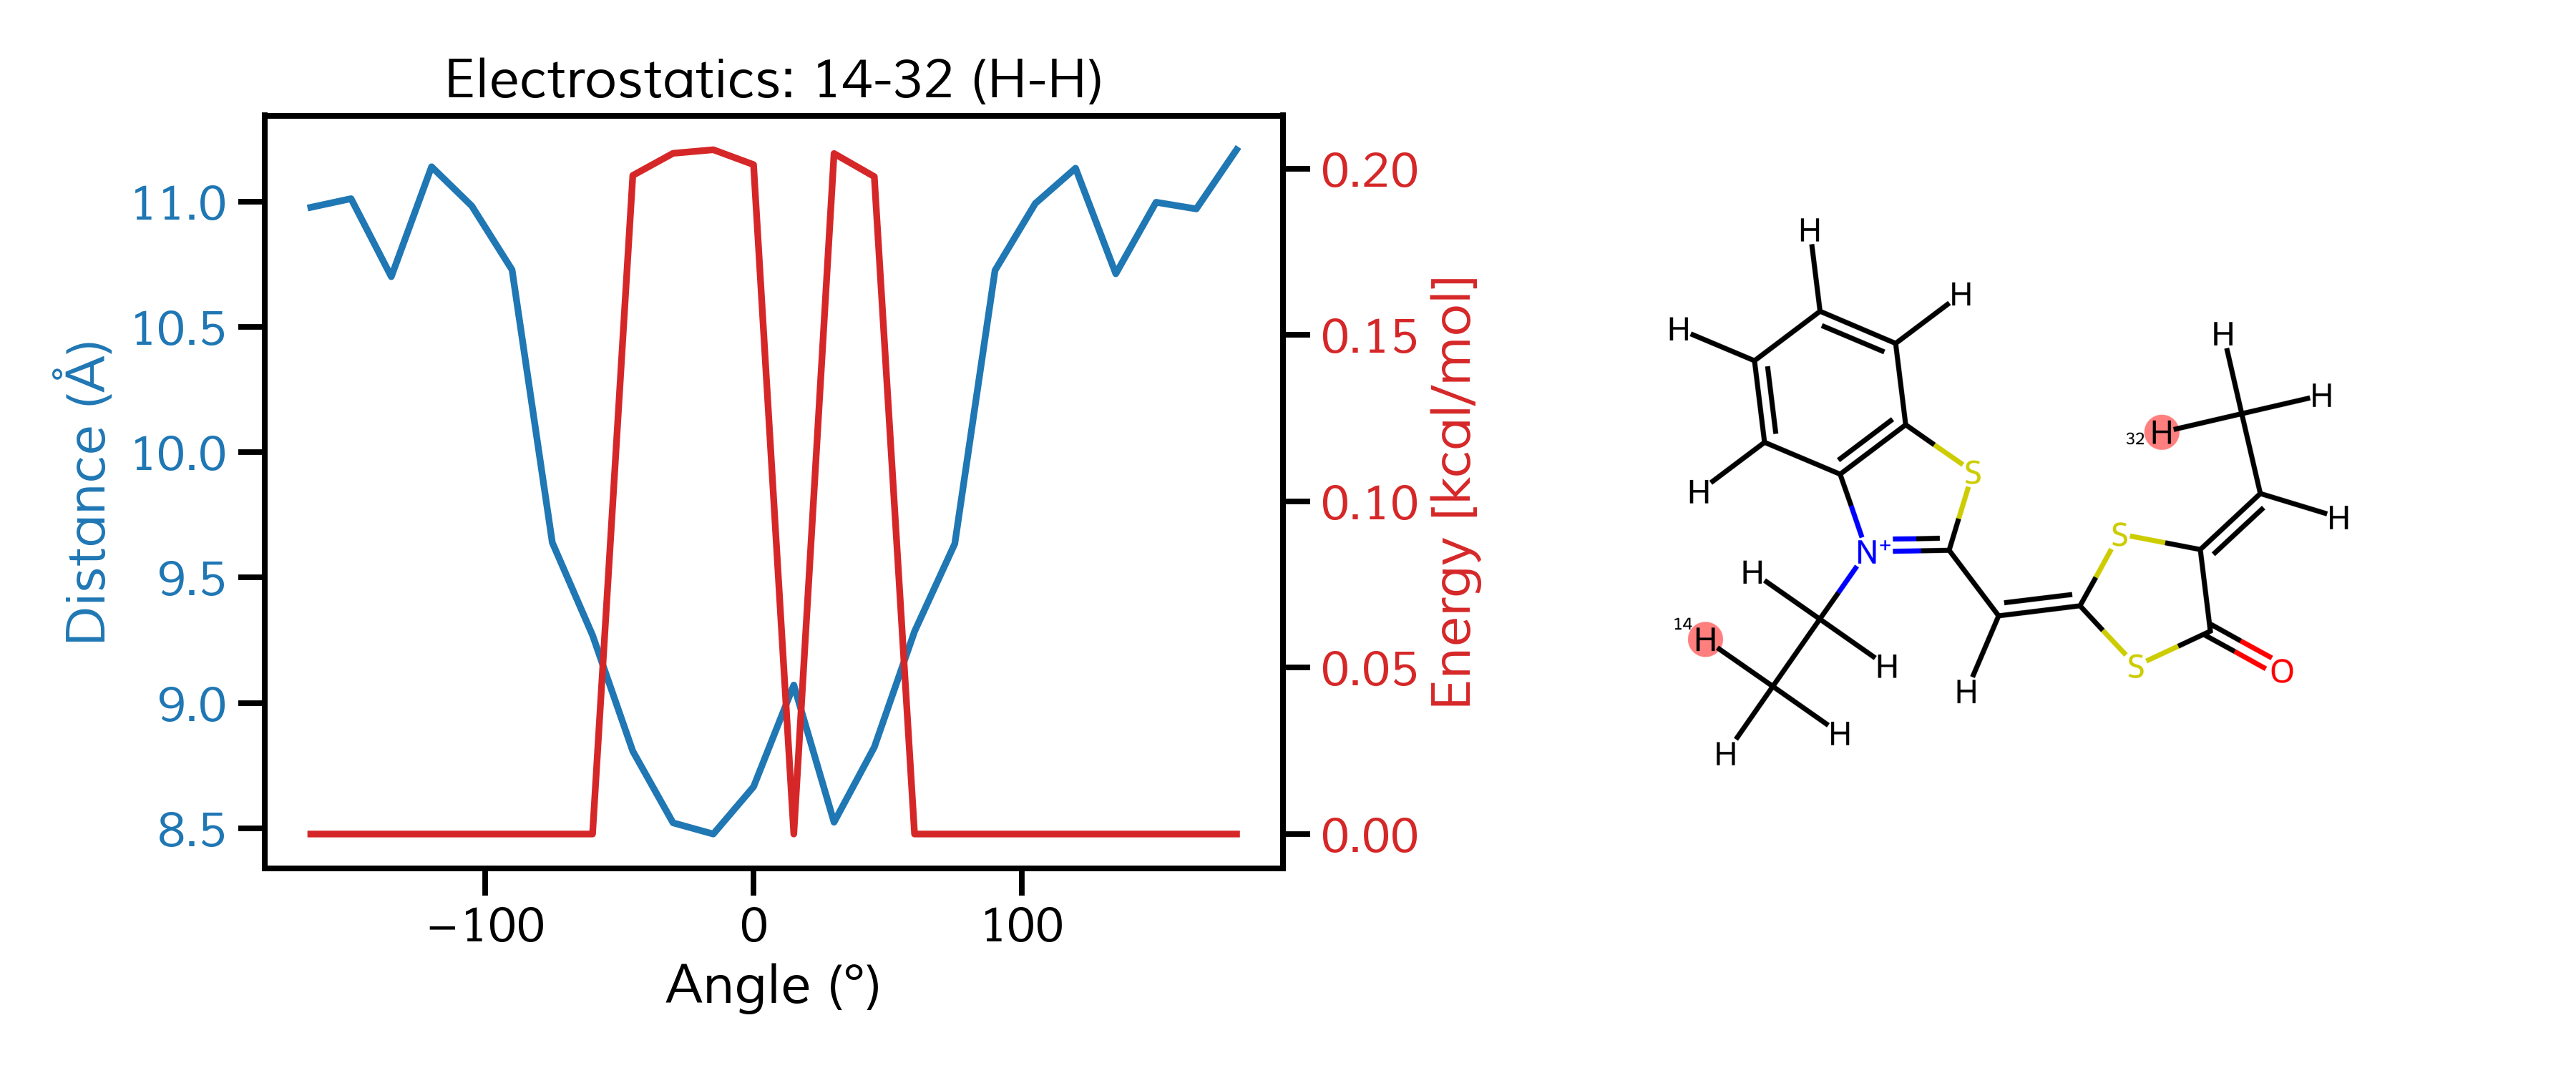 Electrostatics: 14-32 (H-H)
11.0
10.5
10.0
9.5
9.0
8.5
Distance (Å)
0.20
0.15
0.10
0.05
0.00
Energy [kcal/mol]
−100 0 100
Angle (°)
H
H
H
H
H
H
32 H
H
S
H
S
N+
H
14 H
H
H
S
O
H
H